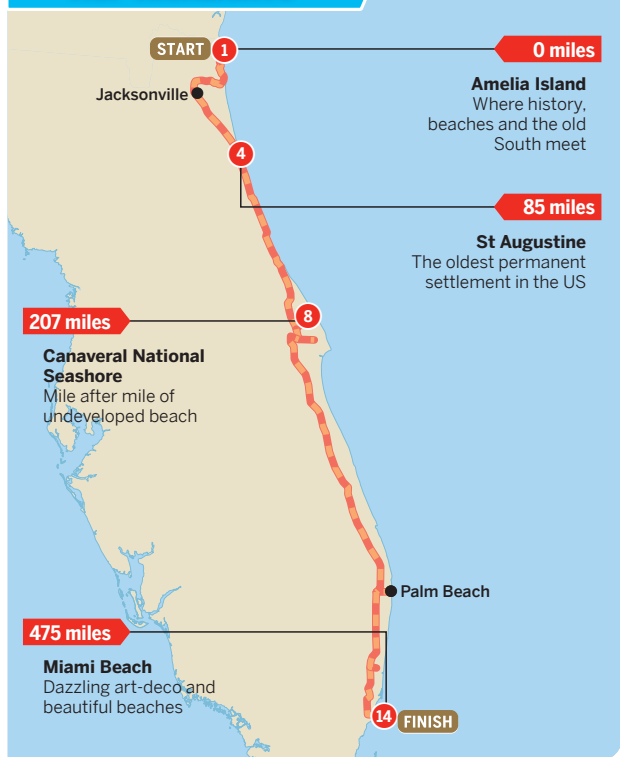 START 1
0 miles
Amelia Island
Where history,
beaches and the old
South meet
Jacksonville
4
85 miles
St Augustine
The oldest permanent
settlement in the US
8
207 miles
Canaveral National
Seashore
Mile after mile of
undeveloped beach
Palm Beach
475 miles
Miami Beach
Dazzling art-deco and
beautiful beaches
14 FINISH